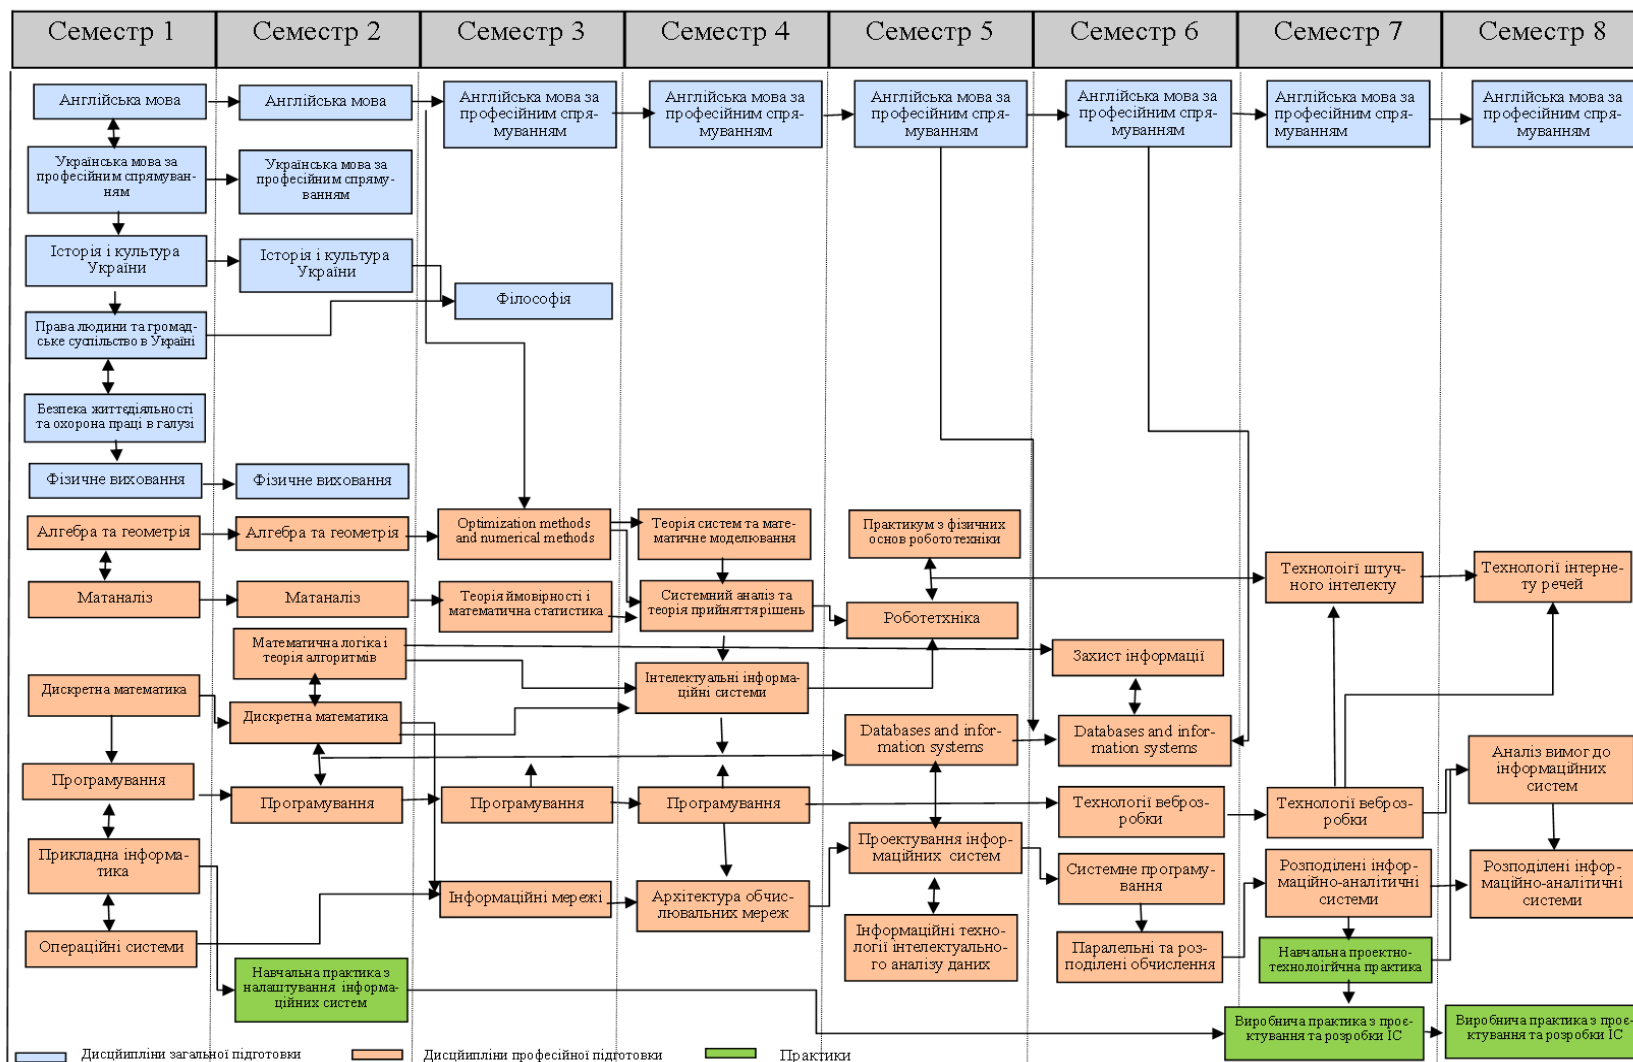 Семестр 1
Семестр 2
Семестр 3
Семестр 4
Семестр 5
Семестр 6
Семестр 7
Семестр 8
Англійська мова
Українська мова за
професійним спрямуван-
ням
Історія і культура
України
Права людини та громад-
ське суспільство в Україні
Безпека життєдіяльності
та охорона праці в галузі
Фізичне виховання
Алгебра та геометрія
Матаналіз
Дискретна математика
Програмування
Прикладна інформа-
тика
Операційні системи
Англійська мова
Українська мова за
професійним спряму-
ванням
Історія і культура
України
Фізичне виховання
Алгебра та геометрія
Матаналіз
Математична логіка і
теорія алгоритмів
Дискретна математика
Програмування
Навчальна практика з
налаштування інформа-
ційних систем
Англійська мова за
професійним спря-
муванням
Філософія
Optimization methods
and numerical methods
Теорія ймовірності і
математична статистика
Програмування
Інформаційні мережі
Англійська мова за
професійним спря-
муванням
Теорія систем та мате-
матичне моделювання
Системний аналіз та
теорія прийняття рішень
Інтелектуальні інформа-
ційні системи
Програмування
Архітектура обчис-
лювальних мереж
Англійська мова за
професійним спря-
муванням
Практикум з фізичних
основ робототехніки
Роботетхніка
Databases and infor-
mation systems
Проектування інфор-
маційних систем
Інформаційні техно-
логії інтелектуально-
го аналізу даних
Англійська мова за
професійним спря-
муванням
Захист інформації
Databases and infor-
mation systems
Технології веброз-
робки
Системне програму-
вання
Паралельні та роз-
поділені обчислення
Англійська мова за
професійним спря-
муванням
Технолоігї штуч-
ного інтелекту
Технології веброз-
робки
Розподілені інфор-
маційно-аналітичні
системи
Навчальна проектно-
технологіїчна практика
Виробнича практика з проє-
ктування та розробки ІС
Англійська мова за
професійним спря-
муванням
Технології інтерне-
ту речей
Аналіз вимог до
інформаційних
систем
Розподілені інфор-
маційно-аналітичні
системи
Виробнича практика з проє-
ктування та розробки ІС
Дисційпліни загальної підготовки
Дисційпліни професійної підготовки
Практики